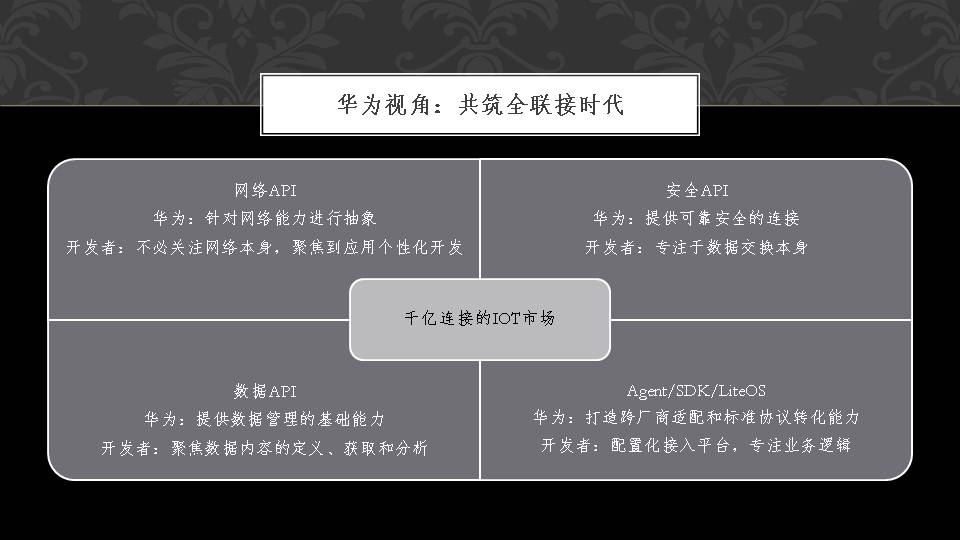 华为视角：共筑全联接时代
网络API
华为：针对网络能力进行抽象
开发者：不必关注网络本身，聚焦到应用个性化开发
安全API
华为：提供可靠安全的连接
开发者：专注于数据交换本身
千亿连接的IOT市场
数据API
华为：提供数据管理的基础能力
开发者：聚焦数据内容的定义、获取和分析
Agent/SDK/LiteOS
华为：打造跨厂商适配和标准协议转化能力
开发者：配置化接入平台，专注业务逻辑